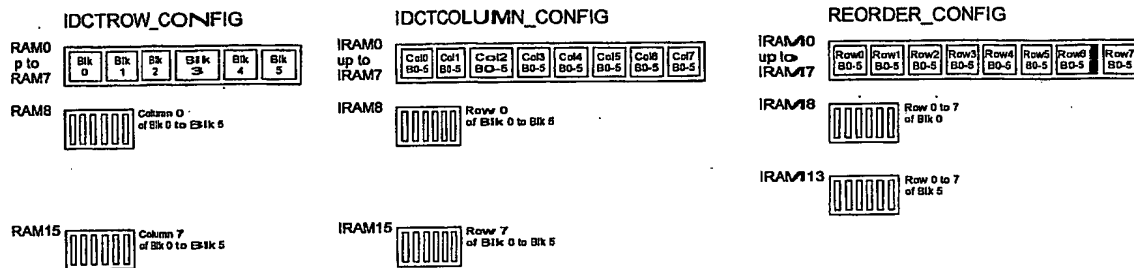 IDCTROW_CONFIG
RAM0
p to
RAM7
Blk 0
Blk 1
Blk 2
Blk 3
Blk 4
Blk 5
RAM8
Column 0
of Blk 0 to Blk 5
RAM15
Column 7
of Blk 0 to Blk 5
IDCTCOLUMN_CONFIG
IRAM0
up to
IRAM7
Col0 B0-5
Col1 B0-5
Col2 B0-5
Col3 B0-5
Col4 B0-5
Col5 B0-5
Col6 B0-5
Col7 B0-5
IRAM8
Row 0
of Blk 0 to Blk 5
IRAM15
Row 7
of Blk 0 to Blk 5
REORDER_CONFIG
IRAM0
up to
IRAM7
Row0 B0-5
Row1 B0-5
Row2 B0-5
Row3 B0-5
Row4 B0-5
Row5 B0-5
Row6 B0-5
Row7 B0-5
IRAM8
Row 0 to 7
of Blk 0
IRAM13
Row 0 to 7
of Blk 5